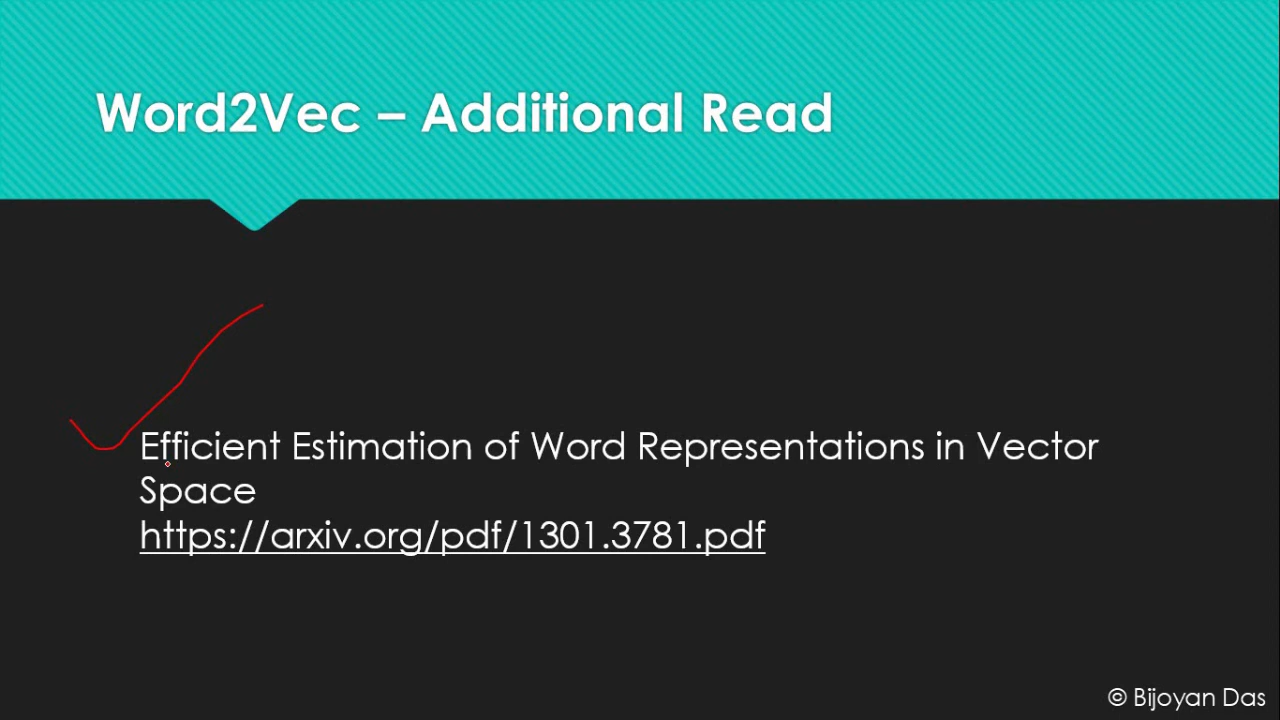 Word2Vec – Additional Read
Efficient Estimation of Word Representations in Vector
Space
https://arxiv.org/pdf/1301.3781.pdf
© Bijoyan Das